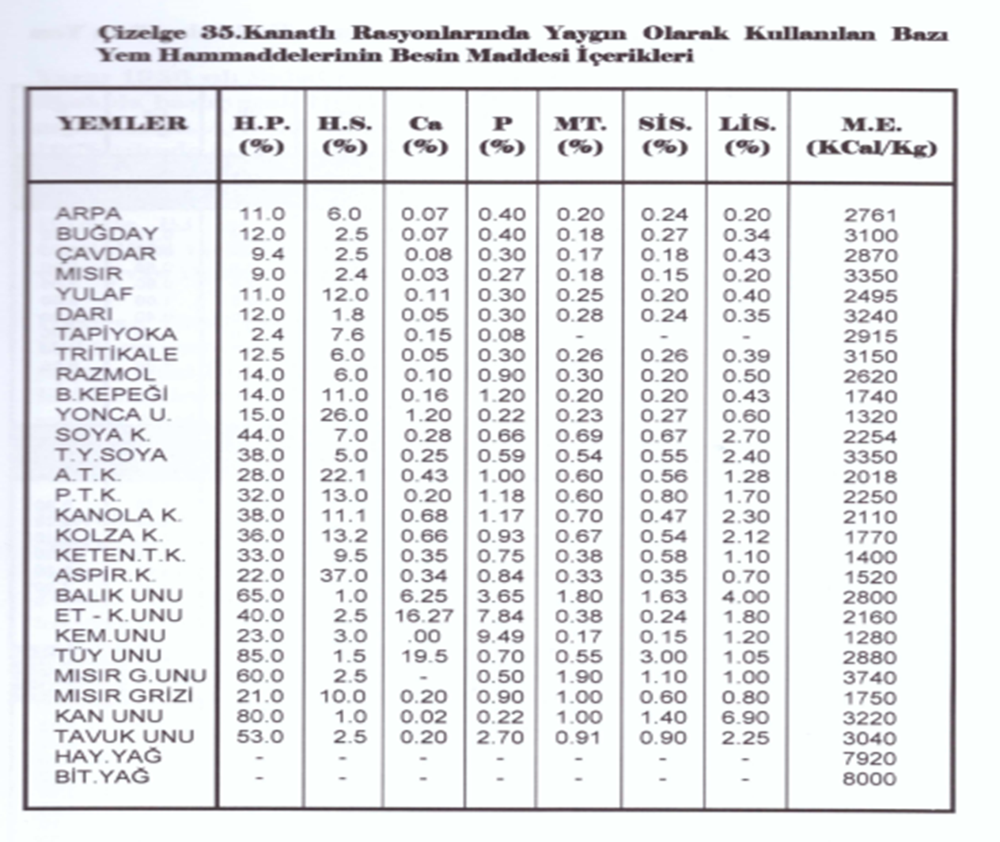 Çizelge 35.Kanatlı Rasyonlarında Yaygın Olarak Kullanılan Bazı
Yem Hammaddelerinin Besin Maddesi İçerikleri
YEMLER H.P. (%) H.S. (%) Ca (%) P (%) MT. (%) SİS. (%) LİS. (%) M.E. (KCal/Kg)
ARPA 11.0 6.0 0.07 0.40 0.20 0.24 0.20 2761
BUĞDAY 12.0 2.5 0.07 0.40 0.18 0.27 0.34 3100
ÇAVDAR 9.4 2.5 0.08 0.30 0.17 0.18 0.43 2870
MISIR 9.0 2.4 0.03 0.27 0.18 0.15 0.20 3350
YULAF 11.0 12.0 0.11 0.30 0.25 0.20 0.40 2495
DARI 12.0 1.8 0.05 0.30 0.28 0.24 0.35 3240
TAPİYOKA 2.4 7.6 0.15 0.08 - - - 2915
TRİTİKALE 12.5 6.0 0.05 0.30 0.26 0.26 0.39 3150
RAZMOL 14.0 6.0 0.10 0.90 0.30 0.20 0.50 2620
B.KEPEĞİ 14.0 11.0 0.16 1.20 0.20 0.20 0.43 1740
YONCA U. 15.0 26.0 1.20 0.22 0.23 0.27 0.60 1320
SOYA K. 44.0 7.0 0.28 0.66 0.69 0.67 2.70 2254
T.Y.SOYA 38.0 5.0 0.25 0.59 0.54 0.55 2.40 3350
A.T.K. 28.0 22.1 0.43 1.00 0.60 0.56 1.28 2018
P.T.K. 32.0 13.0 0.20 1.18 0.60 0.80 1.70 2250
KANOLA K. 38.0 11.1 0.68 1.17 0.70 0.47 2.30 2110
KOLZA K. 36.0 13.2 0.66 0.93 0.67 0.54 2.12 1770
KETEN.T.K. 33.0 9.5 0.35 0.75 0.38 0.58 1.10 1400
ASPİR.K. 22.0 37.0 0.34 0.84 0.33 0.35 0.70 1520
BALIK UNU 65.0 1.0 6.25 3.65 1.80 1.63 4.00 2800
ET - K.UNU 40.0 2.5 16.27 7.84 0.38 0.24 1.80 2160
KEM.UNU 23.0 3.0 .00 9.49 0.17 0.15 1.20 1280
TÜY UNU 85.0 1.5 19.5 0.70 0.55 3.00 1.05 2880
MISIR G.UNU 60.0 2.5 - 0.50 1.90 1.10 1.00 3740
MISIR GRİZİ 21.0 10.0 0.20 0.90 1.00 0.60 0.80 1750
KAN UNU 80.0 1.0 0.02 0.22 1.00 1.40 6.90 3220
TAVUK UNU 53.0 2.5 0.20 2.70 0.91 0.90 2.25 3040
HAY.YAĞ - - - - - - - 7920
BİT.YAĞ - - - - - - - 8000